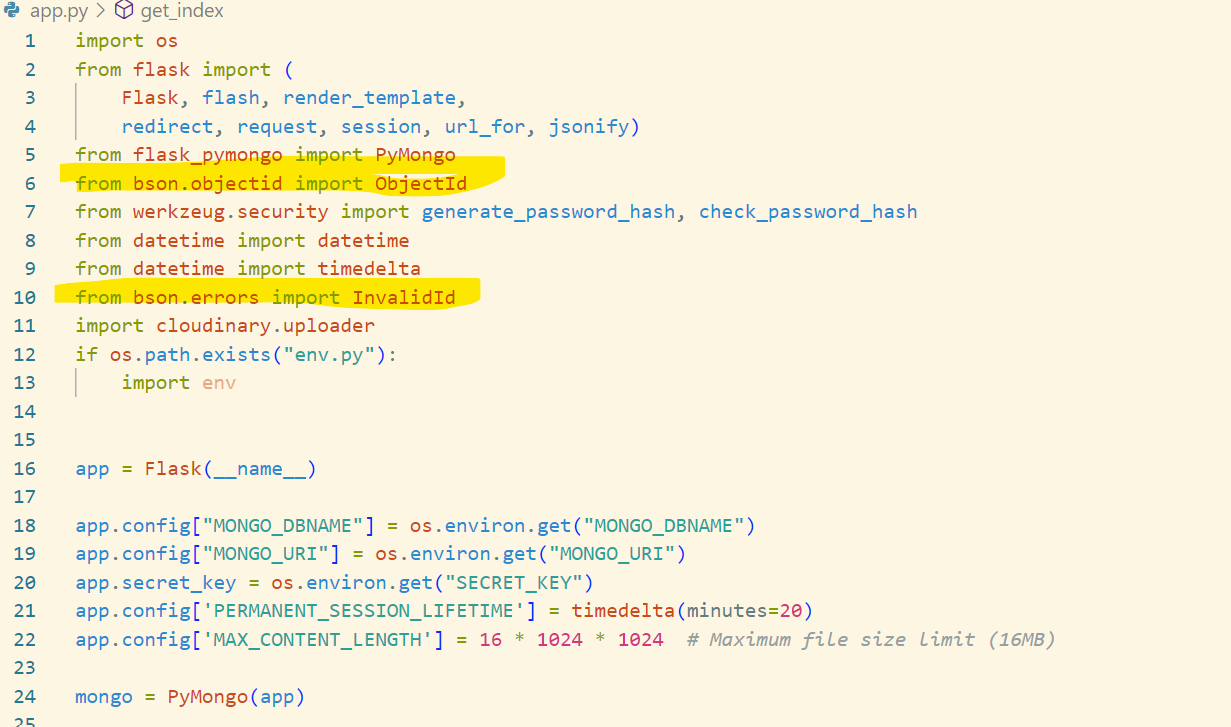 app.py > get_index
1 import os
2 from flask import (
3     Flask, flash, render_template,
4     redirect, request, session, url_for, jsonify)
5 from flask_pymongo import PyMongo
6 from bson.objectid import ObjectId
7 from werkzeug.security import generate_password_hash, check_password_hash
8 from datetime import datetime
9 from datetime import timedelta
10 from bson.errors import InvalidId
11 import cloudinary.uploader
12 if os.path.exists("env.py"):
13     import env
14
15
16 app = Flask(__name__)
17
18 app.config["MONGO_DBNAME"] = os.environ.get("MONGO_DBNAME")
19 app.config["MONGO_URI"] = os.environ.get("MONGO_URI")
20 app.secret_key = os.environ.get("SECRET_KEY")
21 app.config['PERMANENT_SESSION_LIFETIME'] = timedelta(minutes=20)
22 app.config['MAX_CONTENT_LENGTH'] = 16 * 1024 * 1024  # Maximum file size limit (16MB)
23
24 mongo = PyMongo(app)
25